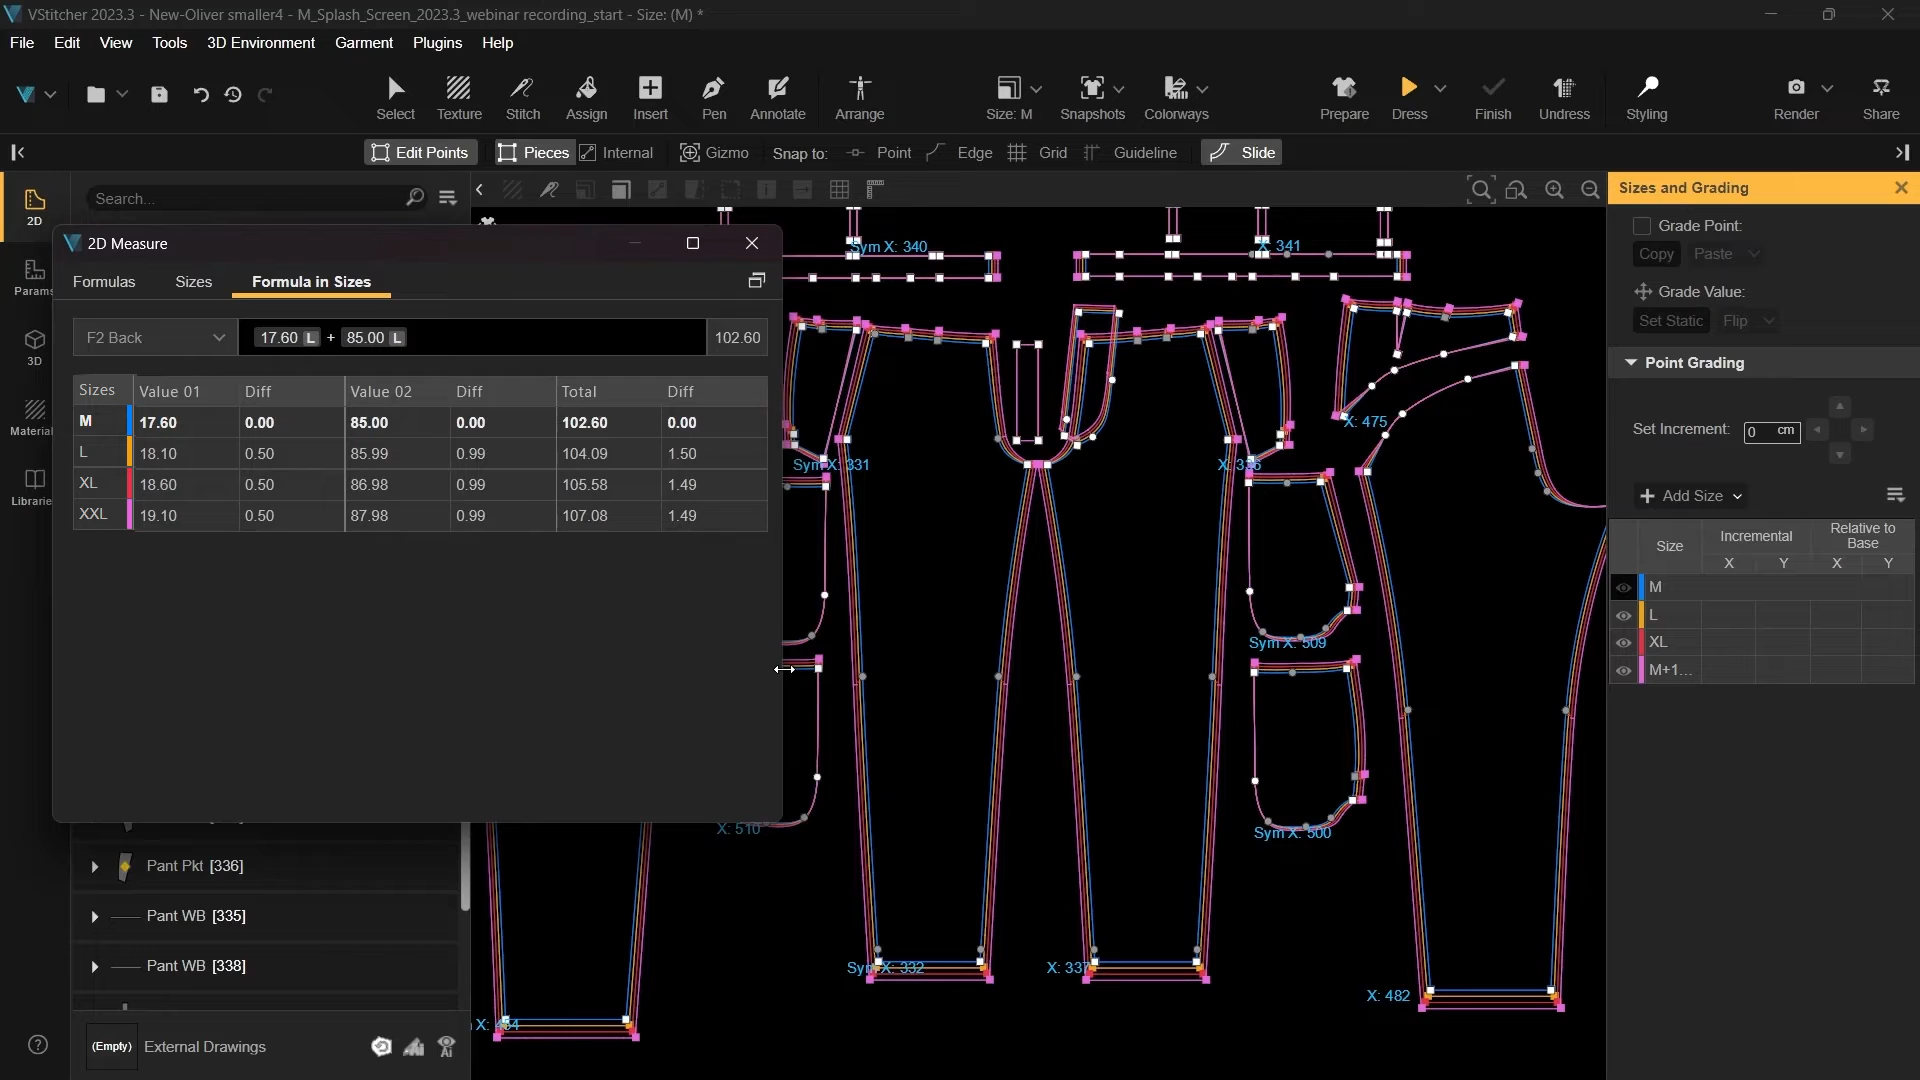 VStitcher 2023.3 - New-Oliver smaller4 - M_Splash_Screen_2023.3_webinar recording_start - Size: (M) *
File Edit View Tools 3D Environment Garment Plugins Help
Select Texture Stitch Assign Insert Pen Annotate Arrange Size: M Snapshots Colorways Prepare Dress Finish Undress Styling Render Share
Edit Points Pieces Internal Gizmo Snap to: Point Edge Grid Guideline Slide
2D
Search...
Sizes and Grading
2D Measure
Formulas Sizes Formula in Sizes
F2 Back 17.60 L + 85.00 L 102.60
Sizes Value 01 Diff Value 02 Diff Total Diff
M 17.60 0.00 85.00 0.00 102.60 0.00
L 18.10 0.50 85.99 0.99 104.09 1.50
XL 18.60 0.50 86.98 0.99 105.58 1.49
XXL 19.10 0.50 87.98 0.99 107.08 1.49
Params
3D
Material
Librarie
Sym X: 340
X: 341
Sym X: 331
X: 336
X: 475
Sym X: 509
X: 510
Sym X: 500
Sym X: 332
X: 337
X: 482
Grade Point:
Copy Paste
Grade Value:
Set Static Flip
Point Grading
Set Increment: 0 cm
Add Size
Size Incremental Relative to Base
X Y X Y
M
L
XL
M+1...
Pant Pkt [336]
Pant WB [335]
Pant WB [338]
(Empty) External Drawings
AI